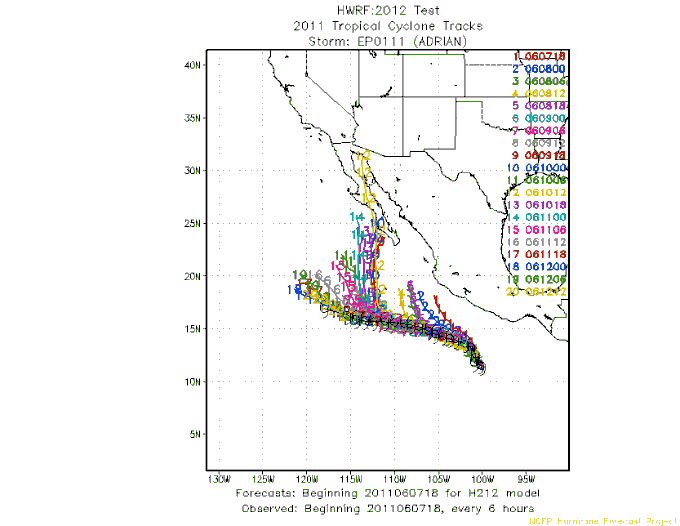 HWRF:2012 Test
2011 Tropical Cyclone Tracks
Storm: EP0111 (ADRIAN)
40N
35N
30N
25N
20N
15N
10N
5N
1 060718
2 060800
3 060806
4 060812
5 060818
6 060900
7 060906
8 060912
9 060918
10 061000
11 061006
12 061012
13 061018
14 061100
15 061106
16 061112
17 061118
18 061200
19 061206
20 061212
130W 125W 120W 115W 110W 105W 100W 95W
Forecasts: Beginning 2011060718 for H212 model
Observed: Beginning 2011060718, every 6 hours
NCEP Hurricane Forecast Project